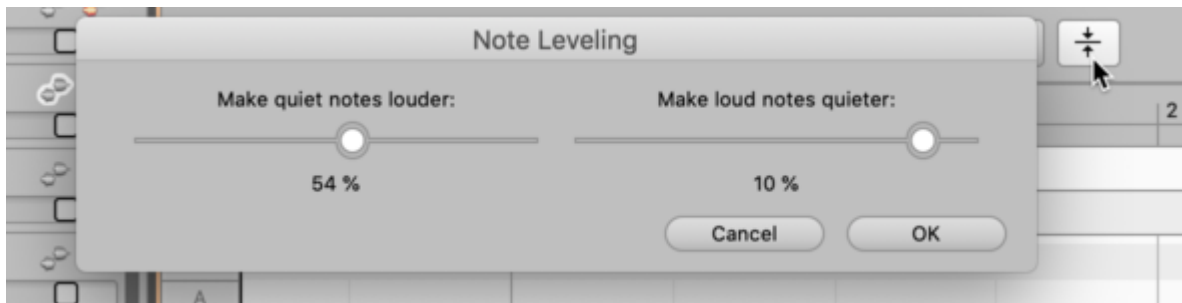 Note Leveling
Make quiet notes louder:
Make loud notes quieter:
2
54 %
10 %
Cancel
OK
A